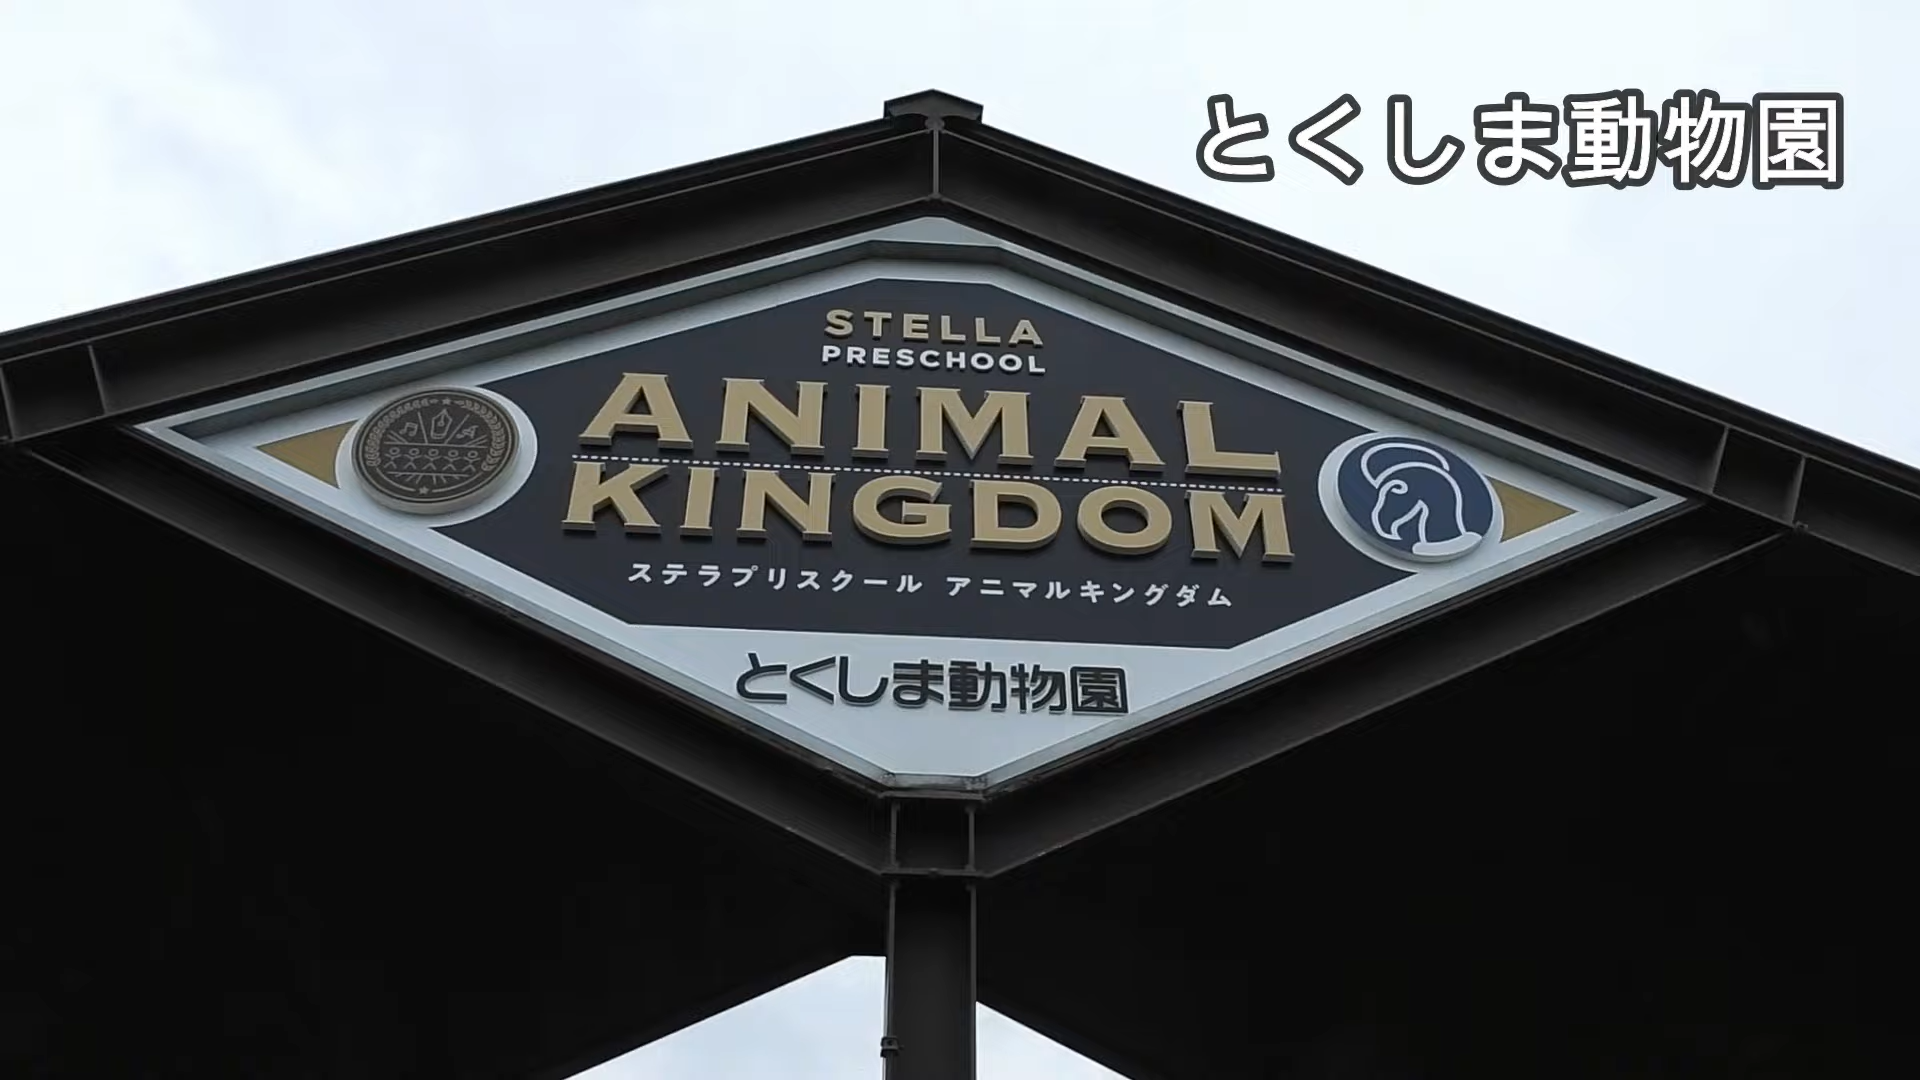 とくしま動物園
STELLA
PRESCHOOL
ANIMAL
KINGDOM
ステラプリスクール アニマルキングダム
とくしま動物園